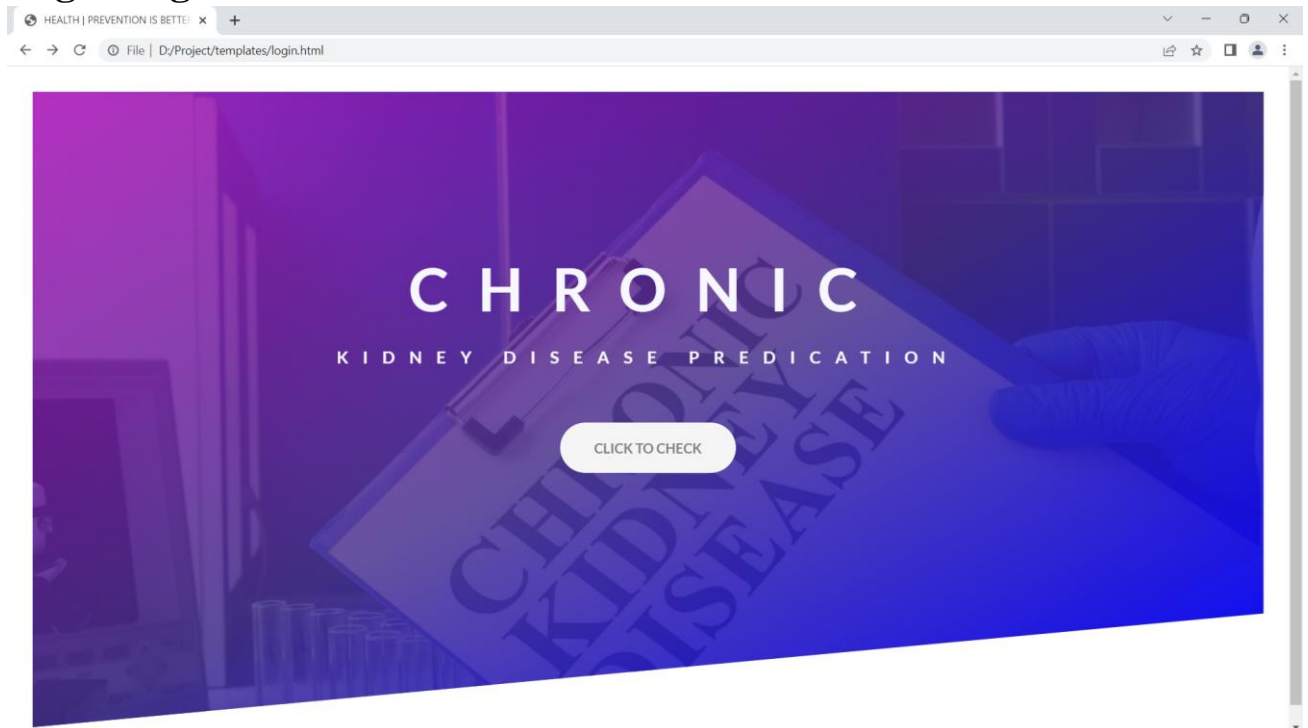 HEALTH | PREVENTION IS BETTE
File | D:/Project/templates/login.html
CHRONIC
KIDNEY DISEASE PREDICATION
CLICK TO CHECK
CHRONIC
KIDNEY
DISEASE